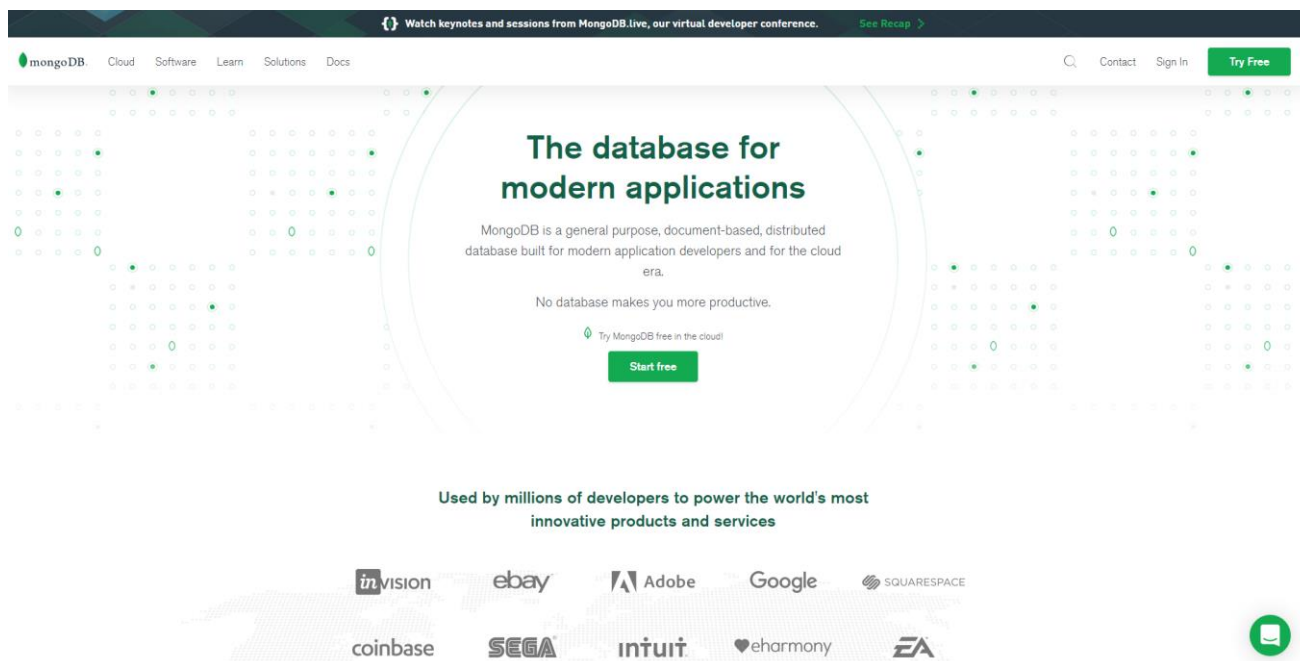 Watch keynotes and sessions from MongoDB.live, our virtual developer conference. See Recap
mongoDB. Cloud Software Learn Solutions Docs Contact Sign In Try Free
The database for
modern applications
MongoDB is a general purpose, document-based, distributed
database built for modern application developers and for the cloud
era.
No database makes you more productive.
Try MongoDB free in the cloud!
Start free
Used by millions of developers to power the world's most
innovative products and services
invision ebay Adobe Google SQUARESPACE
coinbase SEGA intuit eharmony EA